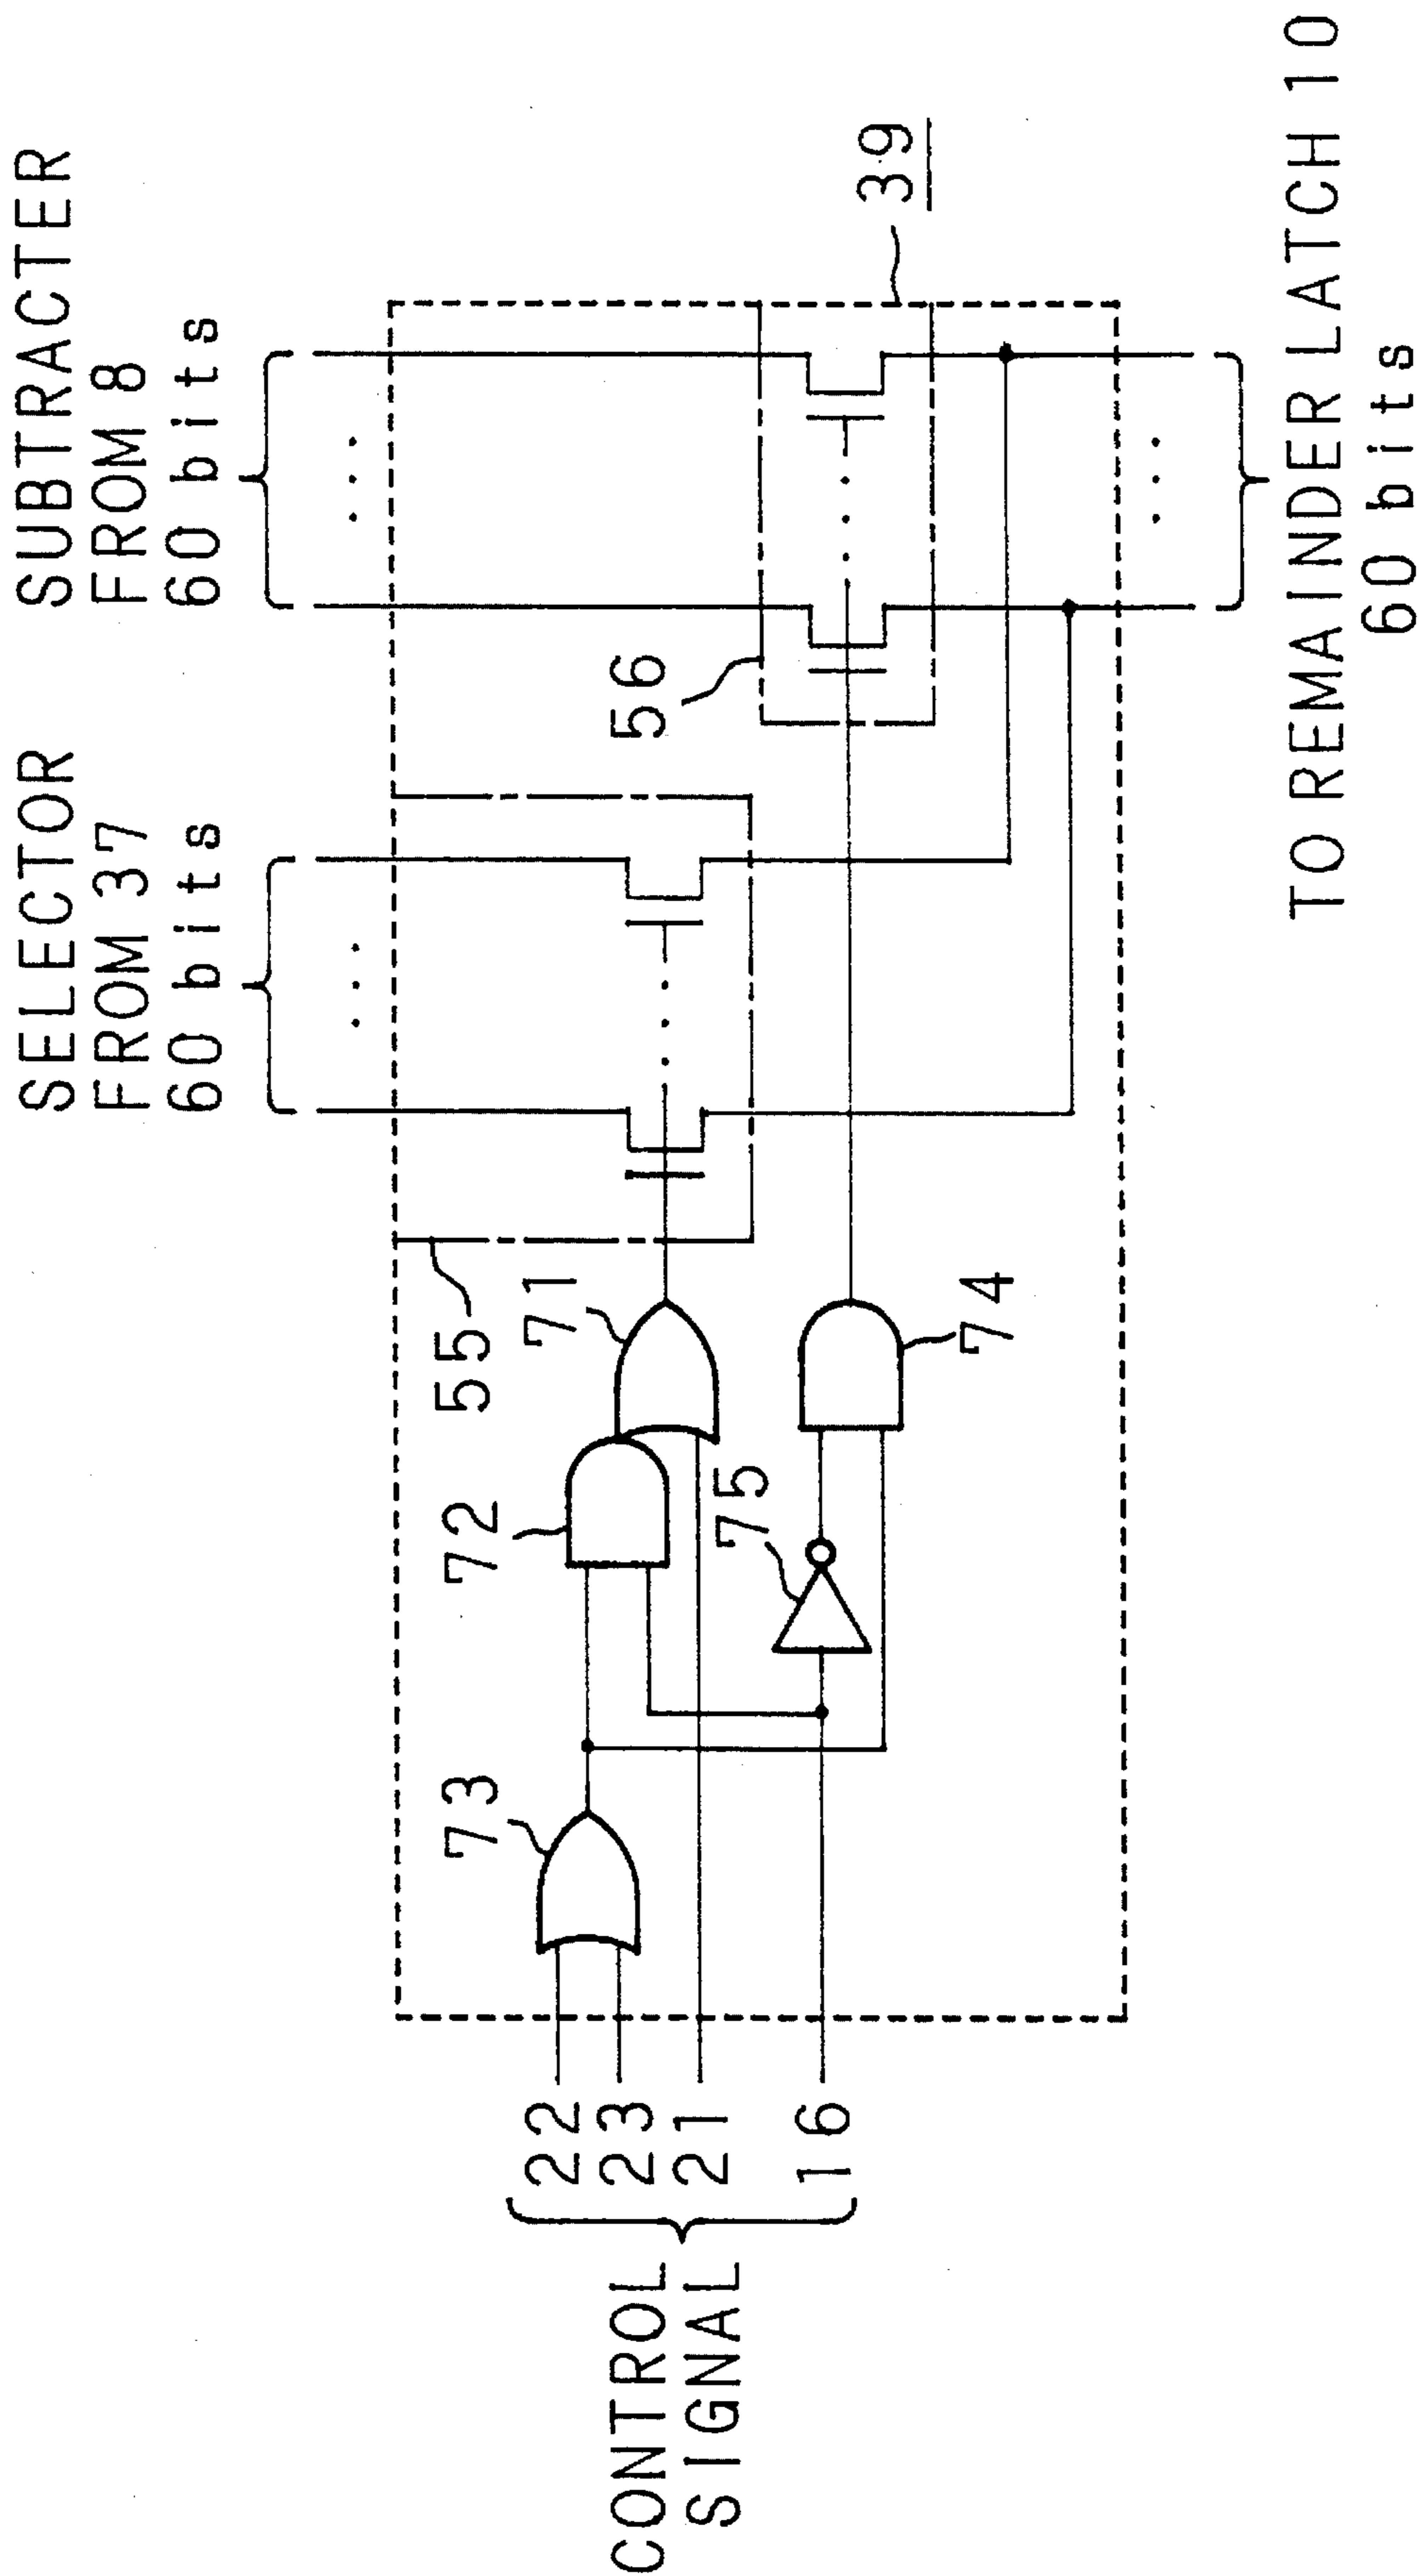 SELECTOR
FROM 37
60 bits
SUBTRACTER
FROM 8
60 bits
55
56
39
71
72
73
74
75
CONTROL
SIGNAL
22
23
21
16
TO REMAINDER LATCH 10
60 bits